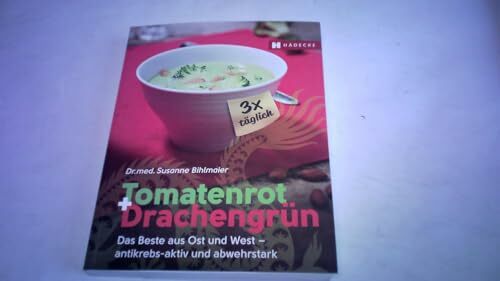 HÄDECKE
3x
täglich
Dr.med. Susanne Bihlmaier
Tomatenrot
+Drachengrün
Das Beste aus Ost und West –
antikrebs-aktiv und abwehrstark